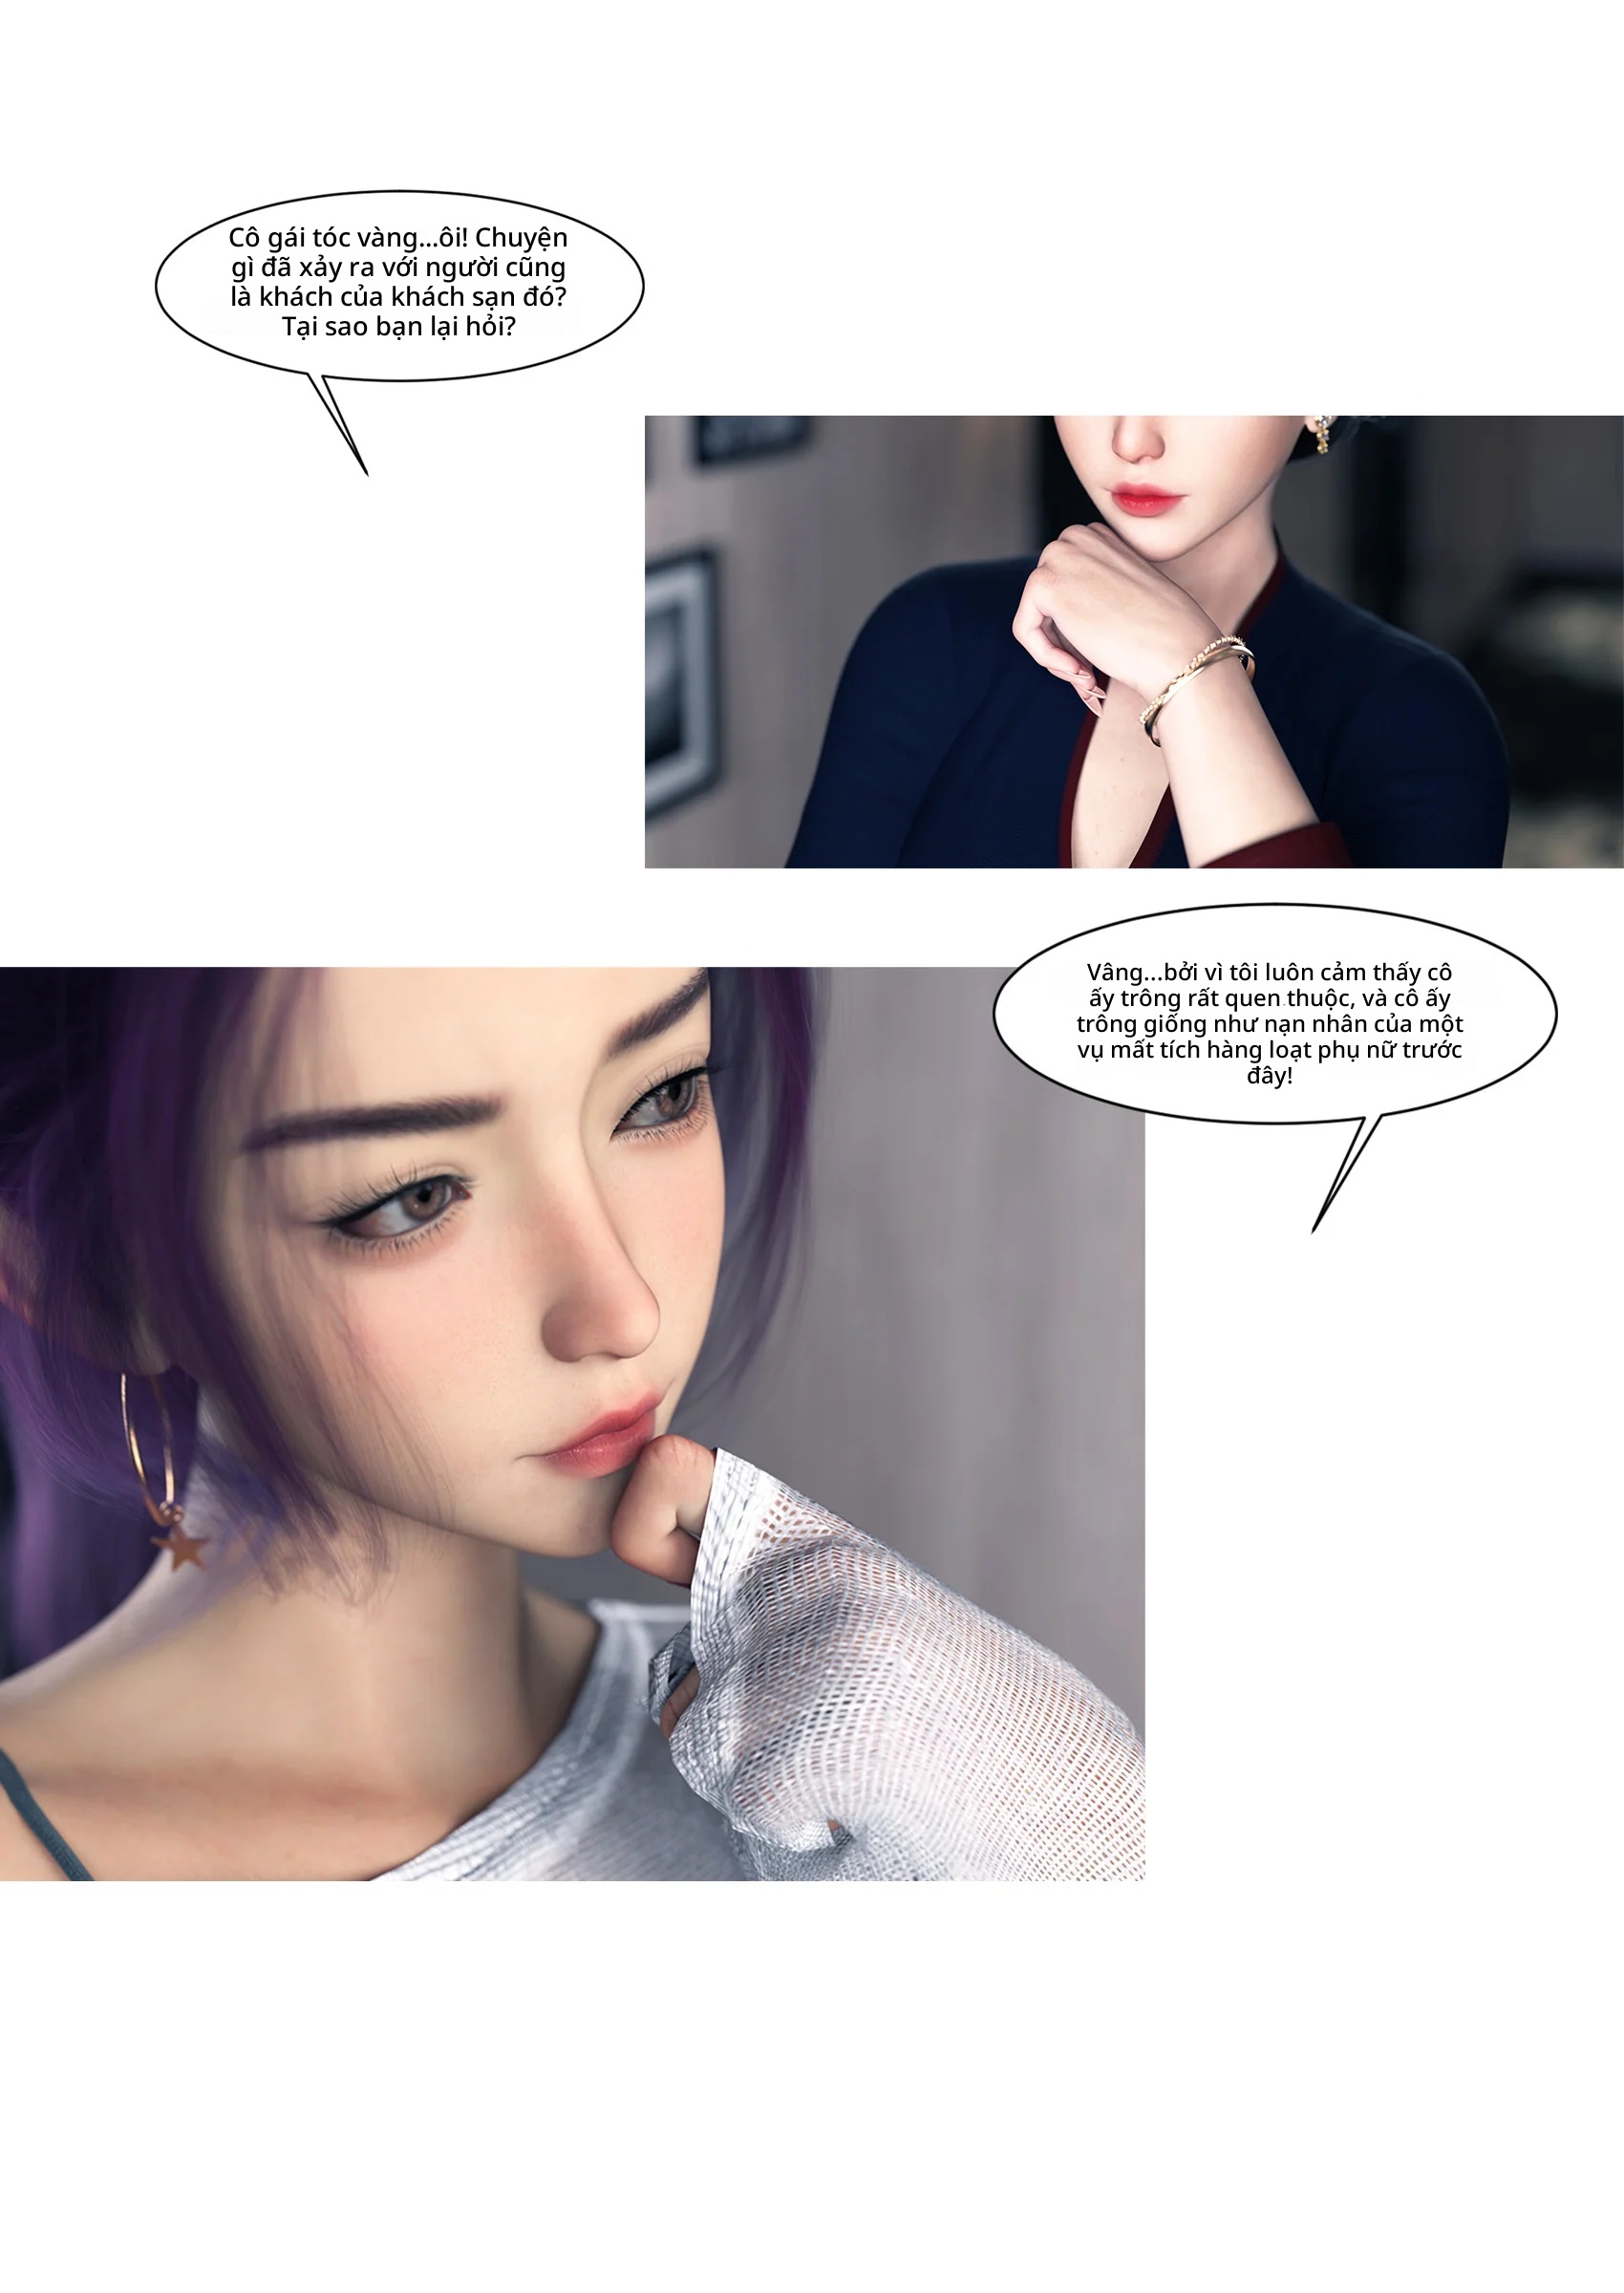 Cô gái tóc vàng...ôi! Chuyện
gì đã xảy ra với người cũng
là khách của khách sạn đó?
Tại sao bạn lại hỏi?
Vâng...bởi vì tôi luôn cảm thấy cô
ấy trông rất quen thuộc, và cô ấy
trông giống như nạn nhân của một
vụ mất tích hàng loạt phụ nữ trước
đây!